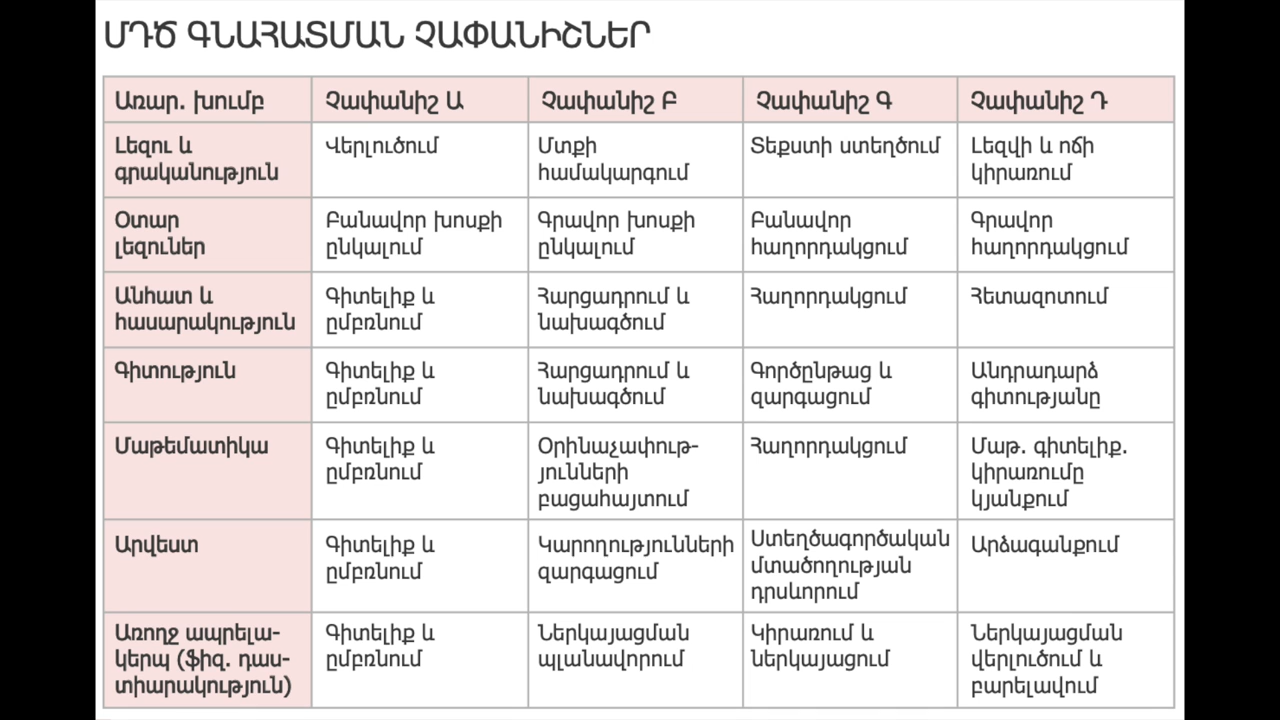 ՄԴԾ ԳՆԱՀԱՏՄԱՆ ՉԱՓԱՆԻՇՆԵՐ
Առար. խումբ
Չափանիշ Ա
Չափանիշ Բ
Չափանիշ Գ
Չափանիշ Դ
Լեզու և
գրականություն
Վերլուծում
Մտքի
համակարգում
Տեքստի ստեղծում
Լեզվի և ոճի
կիրառում
Օտար
լեզուներ
Բանավոր խոսքի
ընկալում
Գրավոր խոսքի
ընկալում
Բանավոր
հաղորդակցում
Գրավոր
հաղորդակցում
Անհատ և
հասարակություն
Գիտելիք և
ըմբռնում
Հարցադրում և
նախագծում
Հաղորդակցում
Հետազոտում
Գիտություն
Գիտելիք և
ըմբռնում
Հարցադրում և
նախագծում
Գործընթաց և
զարգացում
Անդրադարձ
գիտությանը
Մաթեմատիկա
Գիտելիք և
ըմբռնում
Օրինաչափութ-
յունների
բացահայտում
Հաղորդակցում
Մաթ. գիտելիք.
կիրառումը
կյանքում
Արվեստ
Գիտելիք և
ըմբռնում
Կարողությունների
զարգացում
Ստեղծագործական
մտածողության
դրսևորում
Արձագանքում
Առողջ ապրելա-
կերպ (ֆիզ. դաս-
տիարակություն)
Գիտելիք և
ըմբռնում
Ներկայացման
պլանավորում
Կիրառում և
ներկայացում
Ներկայացման
վերլուծում և
բարելավում